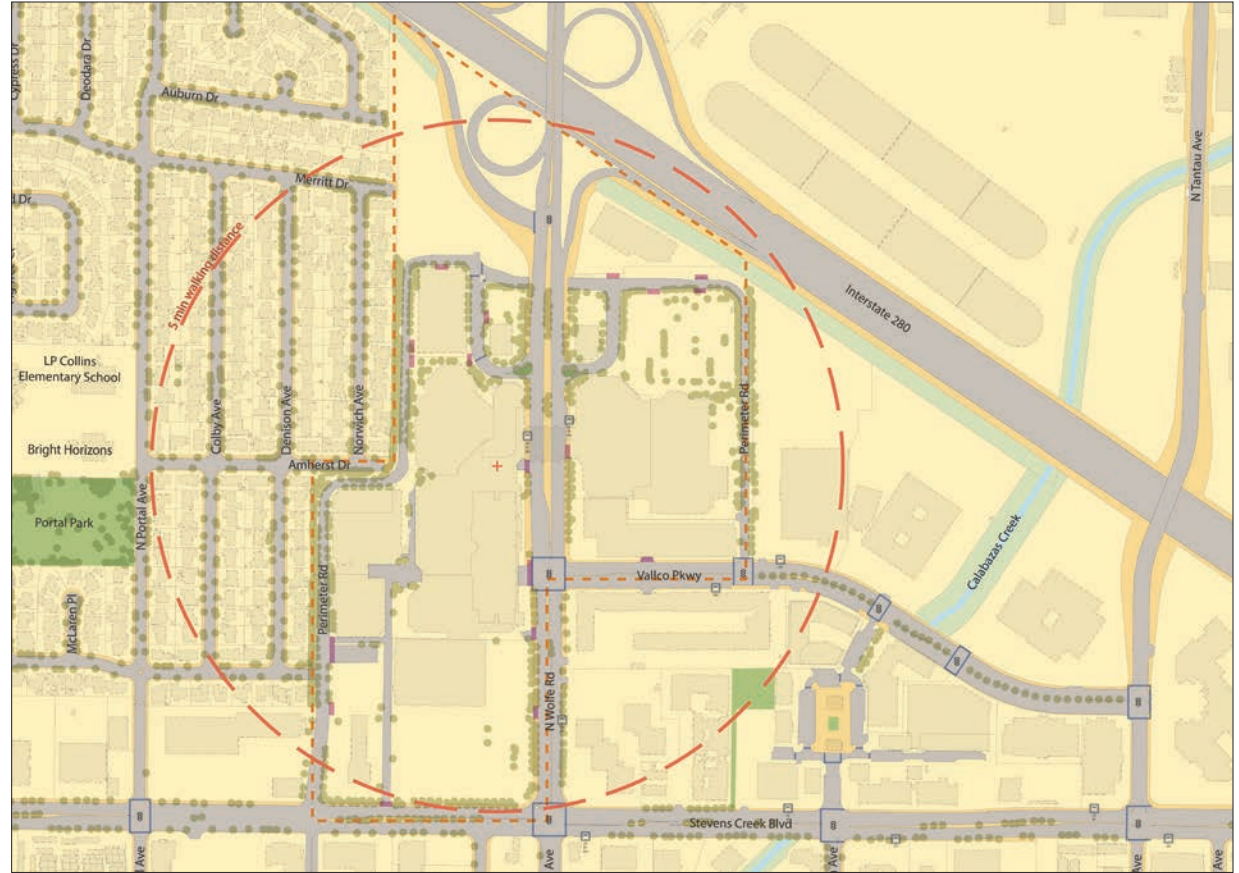 Cypress Dr
Deodara Dr
Auburn Dr
Merritt Dr
Dr
5 min walking distance
N Tantau Ave
Interstate 280
LP Collins
Elementary School
Colby Ave
Denison Ave
Norwich Ave
Perimeter Rd
Bright Horizons
Amherst Dr
Portal Park
N Portal Ave
Calabazas Creek
Vallco Pkwy
Perimeter Rd
McLaren Pl
N Wolfe Rd
Stevens Creek Blvd
Ave
Ave
Ave
Ave